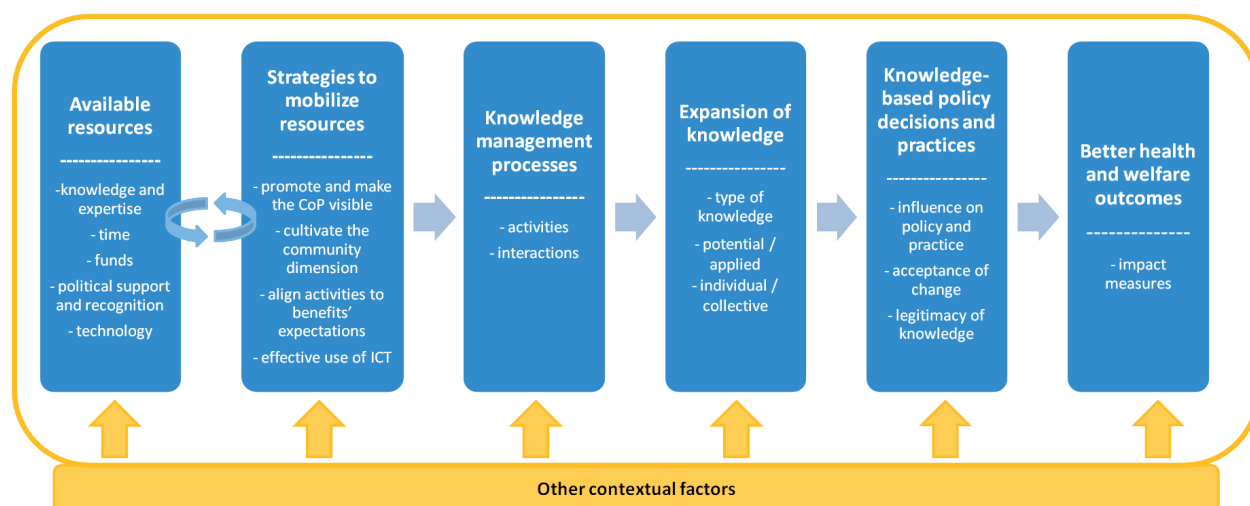 Available
resources
----------------
-knowledge and
expertise
- time
- funds
- political support
and recognition
- technology
Strategies to
mobilize
resources
----------------
- promote and make
the CoP visible
- cultivate the
community
dimension
- align activities to
benefits’
expectations
- effective use of ICT
Knowledge
management
processes
----------------
- activities
- interactions
Expansion of
knowledge
----------------
- type of
knowledge
- potential /
applied
- individual /
collective
Knowledge-
based policy
decisions and
practices
----------------
- influence on
policy and
practice
- acceptance of
change
- legitimacy of
knowledge
Better health
and welfare
outcomes
--------------
- impact
measures
Other contextual factors